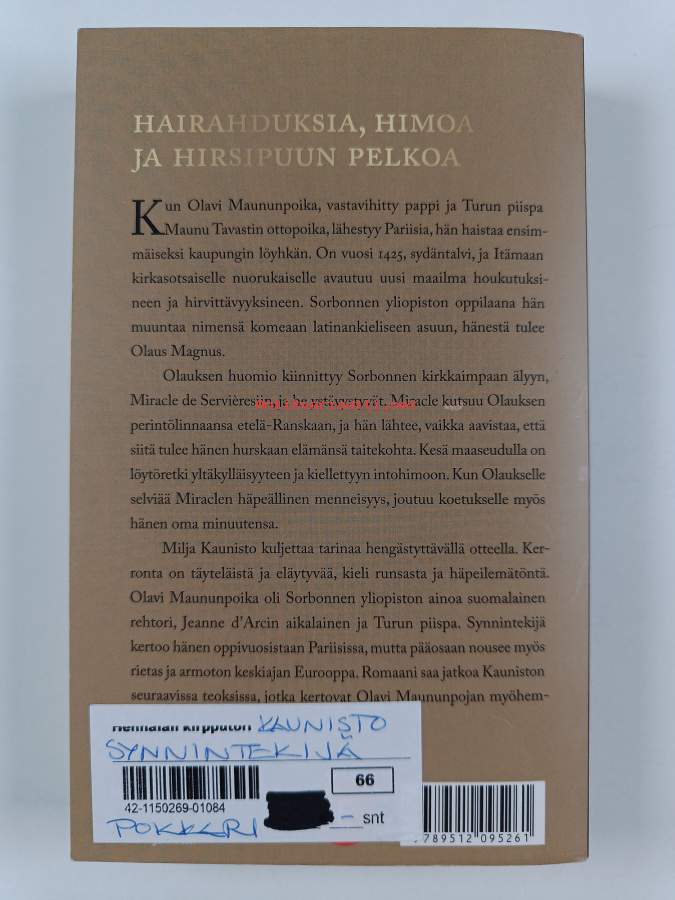 HAIRAHDUKSIA, HIMOA
JA HIRSIPUUN PELKOA
Kun Olavi Maununpoika, vastavihitty pappi ja Turun piispa
Maunu Tavastin ottopoika, lähestyy Pariisia, hän haistaa ensim-
mäiseksi kaupungin löyhkän. On vuosi 1425, sydäntalvi, ja Itämaan
kirkasotsaiselle nuorukaiselle avautuu uusi maailma houkutuksi-
neen ja hirvittävyyksineen. Sorbonnen yliopiston oppilaana hän
muuntaa nimensä komeaan latinankieliseen asuun, hänestä tulee
Olaus Magnus.
Olauksen huomio kiinnittyy Sorbonnen kirkkaimpaan älyyn,
Miracle de Servièresiin, ja he ystävystyvät. Miracle kutsuu Olauksen
perintölinnaansa etelä-Ranskaan, ja hän lähtee, vaikka aavistaa, että
siitä tulee hänen hurskaan elämänsä taitekohta. Kesä maaseudulla on
löytöretki yltäkylläisyyteen ja kiellettyyn intohimoon. Kun Olaukselle
selviää Miraclen häpeällinen menneisyys, joutuu koetukselle myös
hänen oma minuutensa.
Milja Kaunisto kuljettaa tarinaa hengästyttävällä otteella. Ker-
ronta on täyteläistä ja eläytyvää, kieli runsasta ja häpeilemätöntä.
Olavi Maununpoika oli Sorbonnen yliopiston ainoa suomalainen
rehtori, Jeanne d'Arcin aikalainen ja Turun piispa. Synnintekijä
kertoo hänen oppivuosistaan Pariisissa, mutta pääosaan nousee myös
rietas ja armoton keskiajan Eurooppa. Romaani saa jatkoa Kauniston
seuraavissa teoksissa, jotka kertovat Olavi Maununpojan myöhem-
Hennalan kirpputori KAUNISTO
SYNNINTEKIJÄ
66
42-1150269-01084
POKKARI
snt
789512 095261